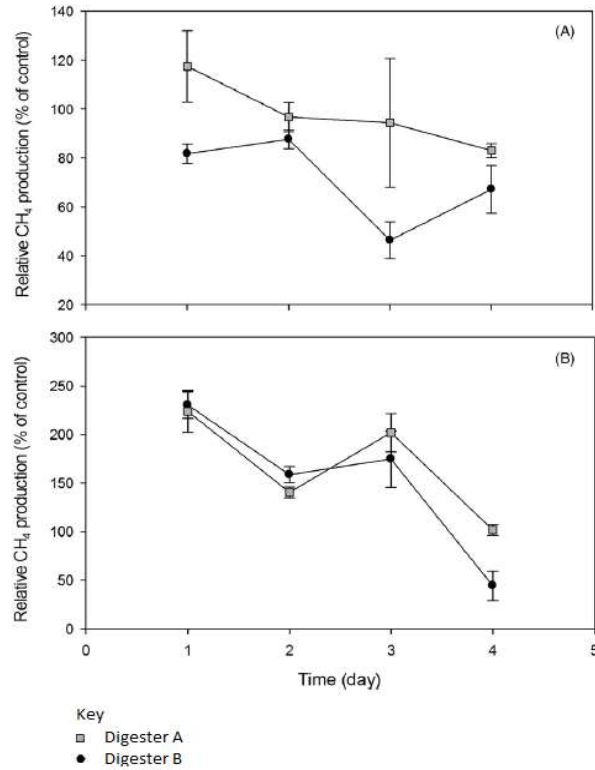 140
(A)
120
100
80
60
40
20
Relative CH₄ production (% of control)
300
(B)
250
200
150
100
50
0
Relative CH₄ production (% of control)
0 1 2 3 4 5
Time (day)
Key
Digester A
Digester B